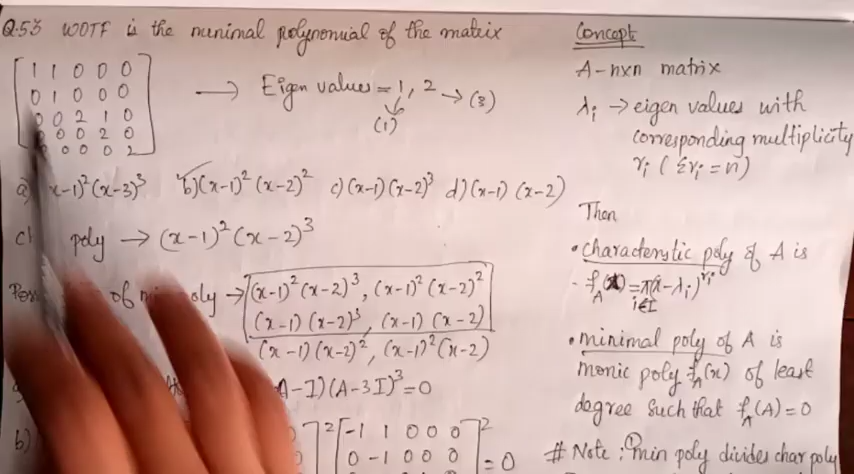 Q.53 WOTF is the minimal polynomial of the matrix
1 1 0 0 0
0 1 0 0 0
0 0 2 1 0
0 0 0 2 0
0 0 0 0 2
→ Eigen values = 1, 2 → (3)
(1)
a) x-1)²(x-3)³ b) (x-1)² (x-2)² c) (x-1) (x-2)³ d) (x-1) (x-2)
poly → (x-1)² (x-2)³
of min poly → (x-1)² (x-2)³, (x-1)² (x-2)²
(x-1) (x-2)³, (x-1) (x-2)
(x-1) (x-2)², (x-1)² (x-2)
A-I)(A-3I)³ = 0
b)
0 ]² [ -1 1 0 0 0 ]²
0 -1 0 0 0 = 0
Concept
A - n×n matrix
λi → eigen values with
corresponding multiplicity
ri (Σri = n)
Then
• characteristic poly of A is
- fA(x) = π(x - λi)^ri
i∈I
• minimal poly of A is
monic poly fA(x) of least
degree such that fA(A) = 0
# Note: min poly divides char poly